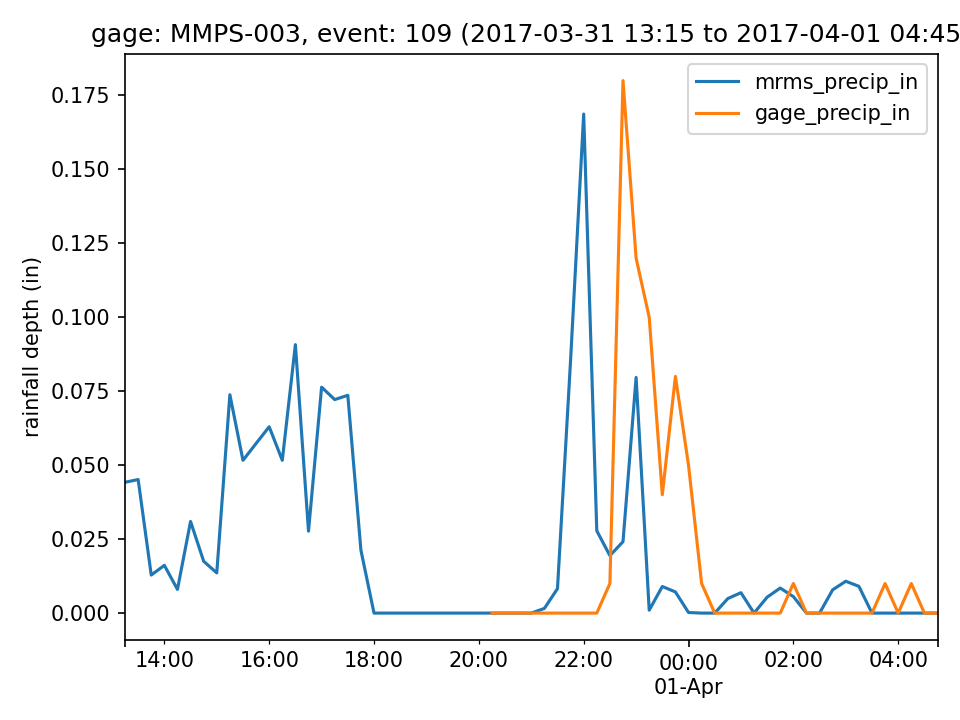 gage: MMPS-003, event: 109 (2017-03-31 13:15 to 2017-04-01 04:45
mrms_precip_in
gage_precip_in
rainfall depth (in)
0.175
0.150
0.125
0.100
0.075
0.050
0.025
0.000
14:00 16:00 18:00 20:00 22:00 00:00 02:00 04:00
01-Apr